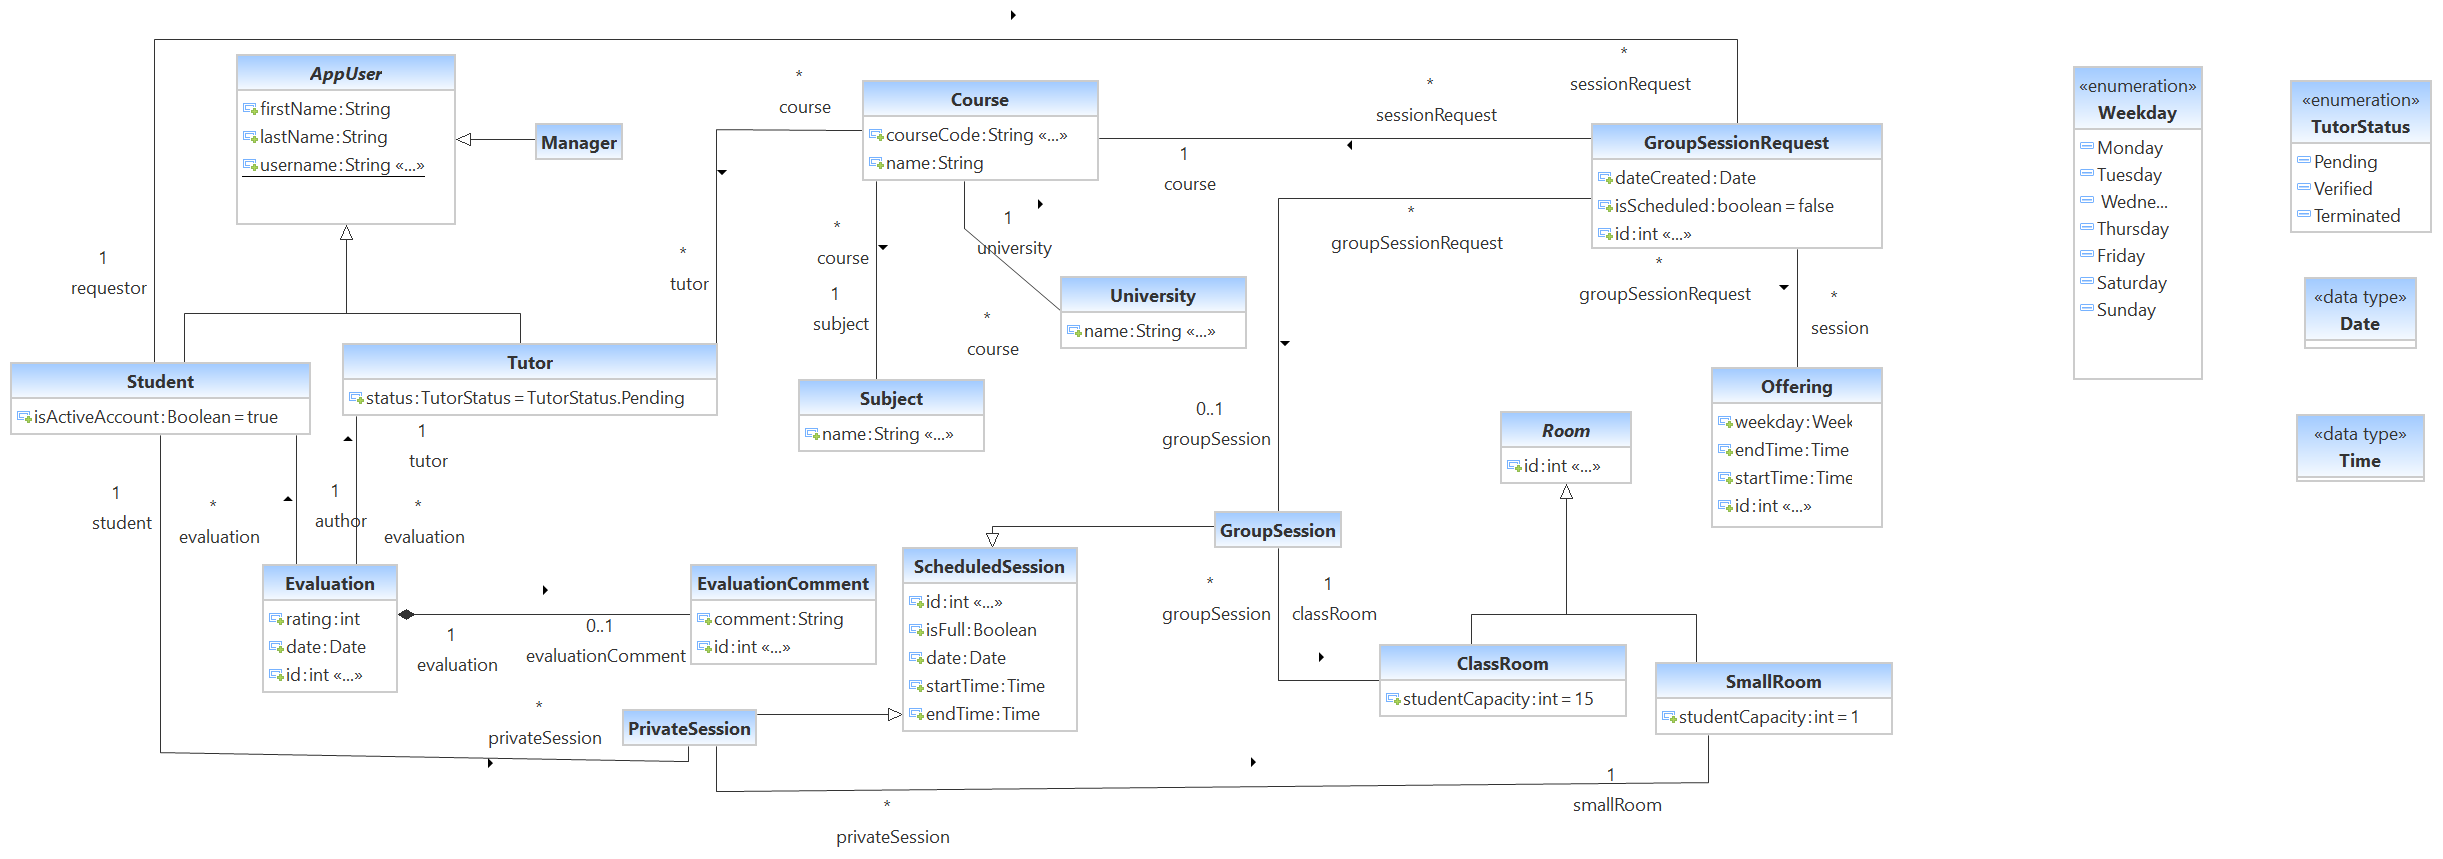 AppUser
firstName:String
lastName:String
username:String «...»
Manager
*
course
Course
courseCode:String «...»
name:String
*
sessionRequest
*
sessionRequest
GroupSessionRequest
dateCreated:Date
isScheduled:boolean=false
id:int «...»
1
course
*
groupSessionRequest
«enumeration»
Weekday
Monday
Tuesday
Wedne...
Thursday
Friday
Saturday
Sunday
«enumeration»
TutorStatus
Pending
Verified
Terminated
«data type»
Date
«data type»
Time
1
requestor
*
tutor
*
course
1
subject
1
university
University
name:String «...»
*
course
*
groupSessionRequest
*
session
Student
isActiveAccount:Boolean=true
Tutor
status:TutorStatus=TutorStatus.Pending
Subject
name:String «...»
0..1
groupSession
Room
id:int «...»
Offering
weekday:Week
endTime:Time
startTime:Time
id:int «...»
1
tutor
1
student
*
evaluation
1
author
*
evaluation
GroupSession
Evaluation
rating:int
date:Date
id:int «...»
EvaluationComment
comment:String
id:int «...»
1
evaluation
0..1
evaluationComment
ScheduledSession
id:int «...»
isFull:Boolean
date:Date
startTime:Time
endTime:Time
*
groupSession
1
classRoom
ClassRoom
studentCapacity:int=15
SmallRoom
studentCapacity:int=1
*
privateSession
PrivateSession
1
smallRoom
*
privateSession